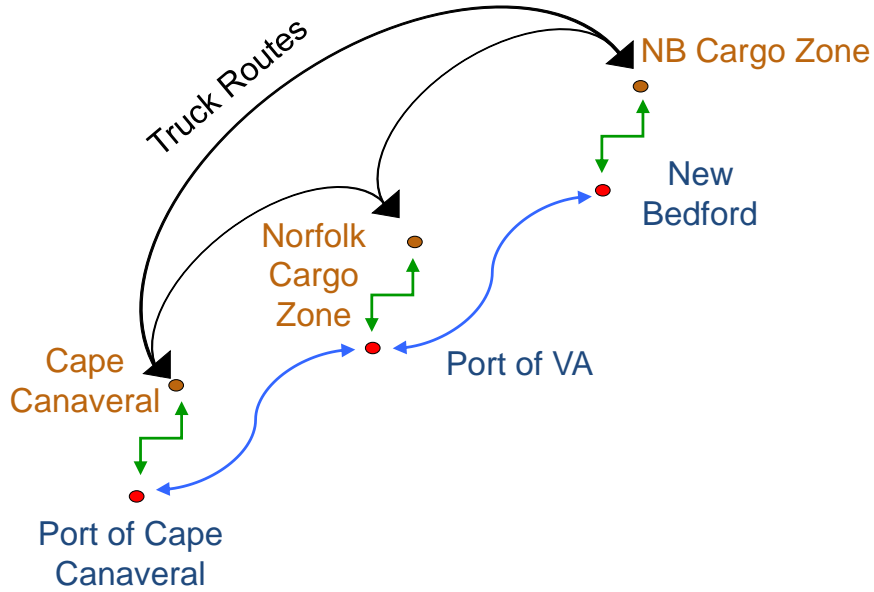 Truck Routes
NB Cargo Zone
New
Bedford
Norfolk
Cargo
Zone
Port of VA
Cape
Canaveral
Port of Cape
Canaveral